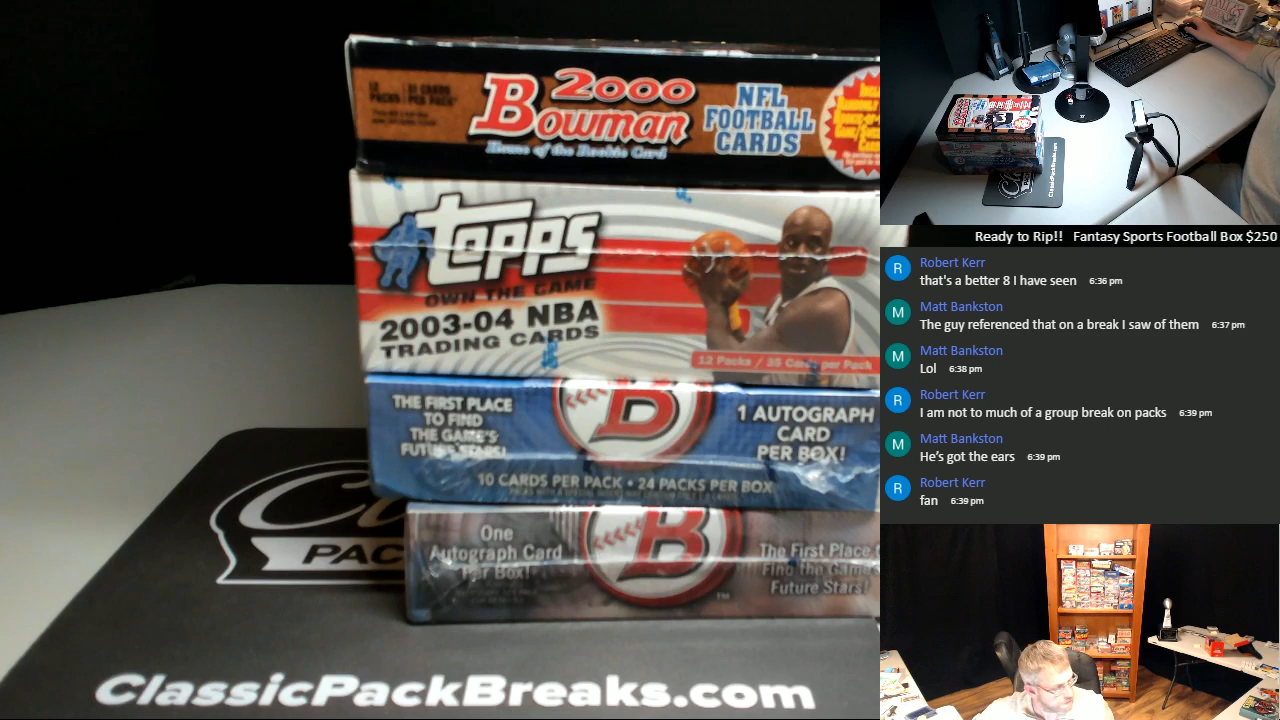 2000
Bowman
Home of the Rookie Card
NFL
FOOTBALL
CARDS
Topps
OWN THE GAME
2003-04 NBA
TRADING CARDS
12 Packs / 35 Cards per Pack
THE FIRST PLACE
TO FIND
THE GAME'S
FUTURE STARS!
B
1 AUTOGRAPH
CARD
PER BOX!
10 CARDS PER PACK • 24 PACKS PER BOX
One
Autograph Card
Per Box!
B
TM
The First Place
Find the Game
Future Stars!
PAC
ClassicPackBreaks.com
ClassicPackBreaks.com
Ready to Rip!! Fantasy Sports Football Box $250
R
Robert Kerr
that's a better 8 I have seen 6:36 pm
M
Matt Bankston
The guy referenced that on a break I saw of them 6:37 pm
M
Matt Bankston
Lol 6:38 pm
R
Robert Kerr
I am not to much of a group break on packs 6:39 pm
M
Matt Bankston
He's got the ears 6:39 pm
R
Robert Kerr
fan 6:39 pm